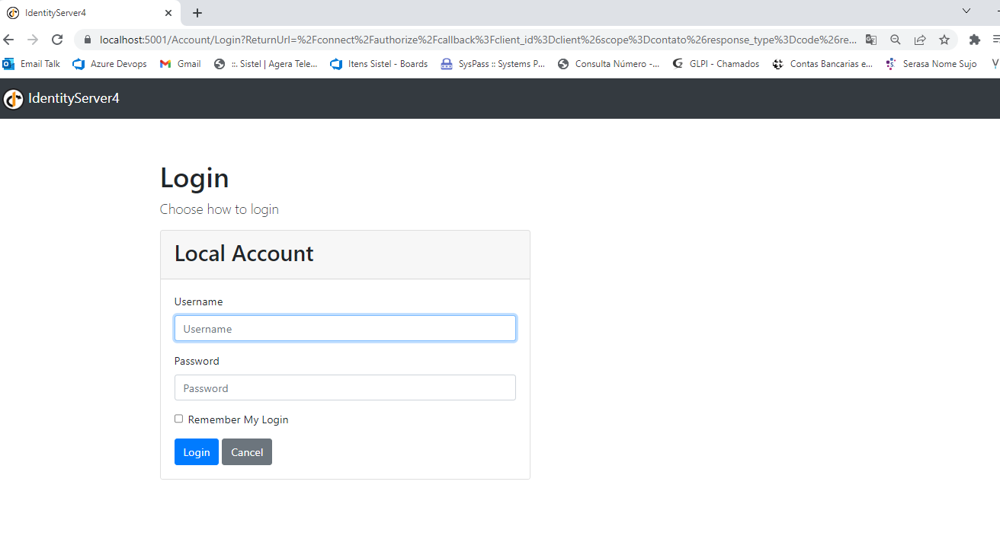 IdentityServer4
localhost:5001/Account/Login?ReturnUrl=%2Fconnect%2Fauthorize%2Fcallback%3Fclient_id%3Dclient%26scope%3Dcontato%26response_type%3Dcode%26re...
Email Talk Azure Devops Gmail ::. Sistel | Agera Tele... Itens Sistel - Boards SysPass :: Systems P... Consulta Número -... GLPI - Chamados Contas Bancarias e... Serasa Nome Sujo
IdentityServer4
Login
Choose how to login
Local Account
Username
Username
Password
Password
Remember My Login
Login Cancel